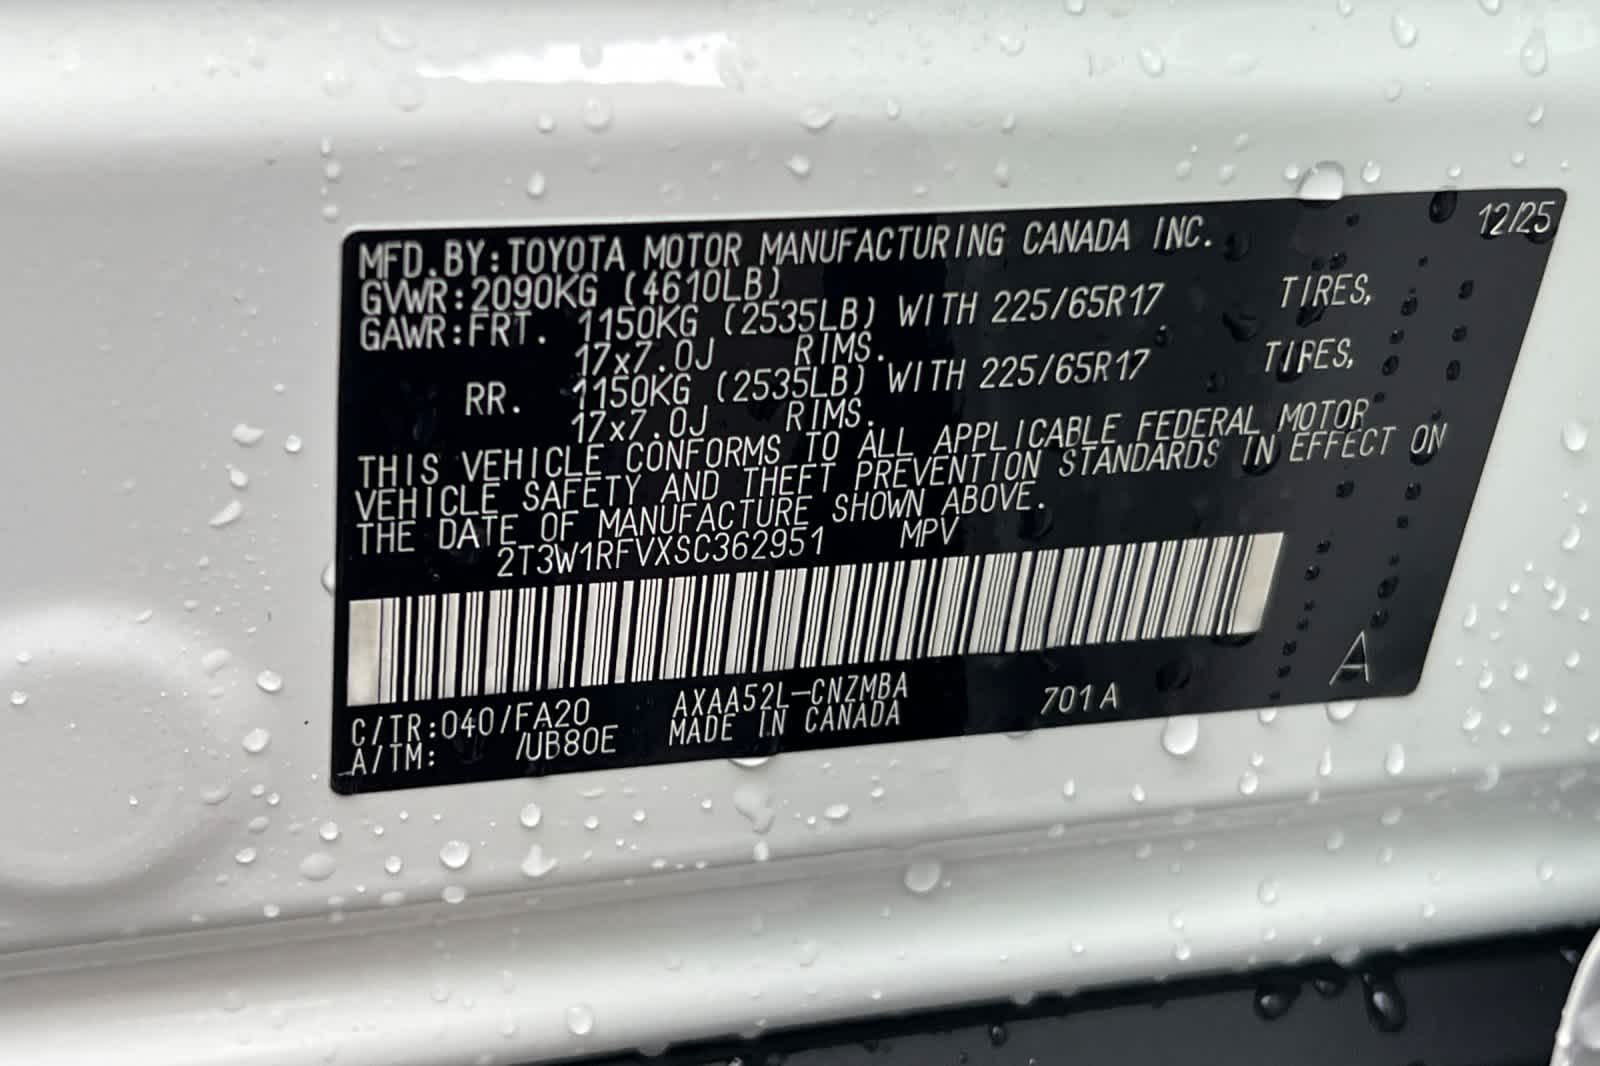 12/25
MFD.BY:TOYOTA MOTOR MANUFACTURING CANADA INC.
GVWR:2090KG (4610LB)
GAWR:FRT. 1150KG (2535LB) WITH 225/65R17 TIRES,
17x7.0J RIMS.
RR. 1150KG (2535LB) WITH 225/65R17 TIRES,
17x7.0J RIMS.
THIS VEHICLE CONFORMS TO ALL APPLICABLE FEDERAL MOTOR
VEHICLE SAFETY AND THEFT PREVENTION STANDARDS IN EFFECT ON
THE DATE OF MANUFACTURE SHOWN ABOVE.
2T3W1RFVXSC362951 MPV
A
C/TR:040/FA20 AXAA52L-CNZMBA 701A
A/TM: /UB80E MADE IN CANADA